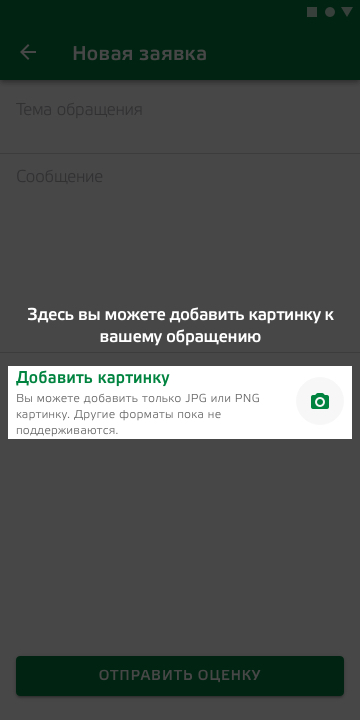 Новая заявка
Тема обращения
Сообщение
Здесь вы можете добавить картинку к
вашему обращению
Добавить картинку
Вы можете добавить только JPG или PNG
картинку. Другие форматы пока не
поддерживаются.
ОТПРАВИТЬ ОЦЕНКУ